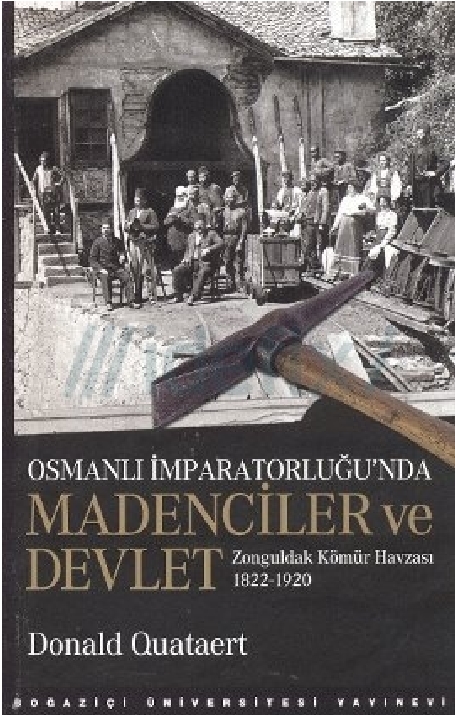 OSMANLI İMPARATORLUĞU'NDA
MADENCİLER ve
DEVLET Zonguldak Kömür Havzası
1822-1920
Donald Quataert
BOĞAZİÇİ ÜNİVERSİTESİ YAYINEVİ